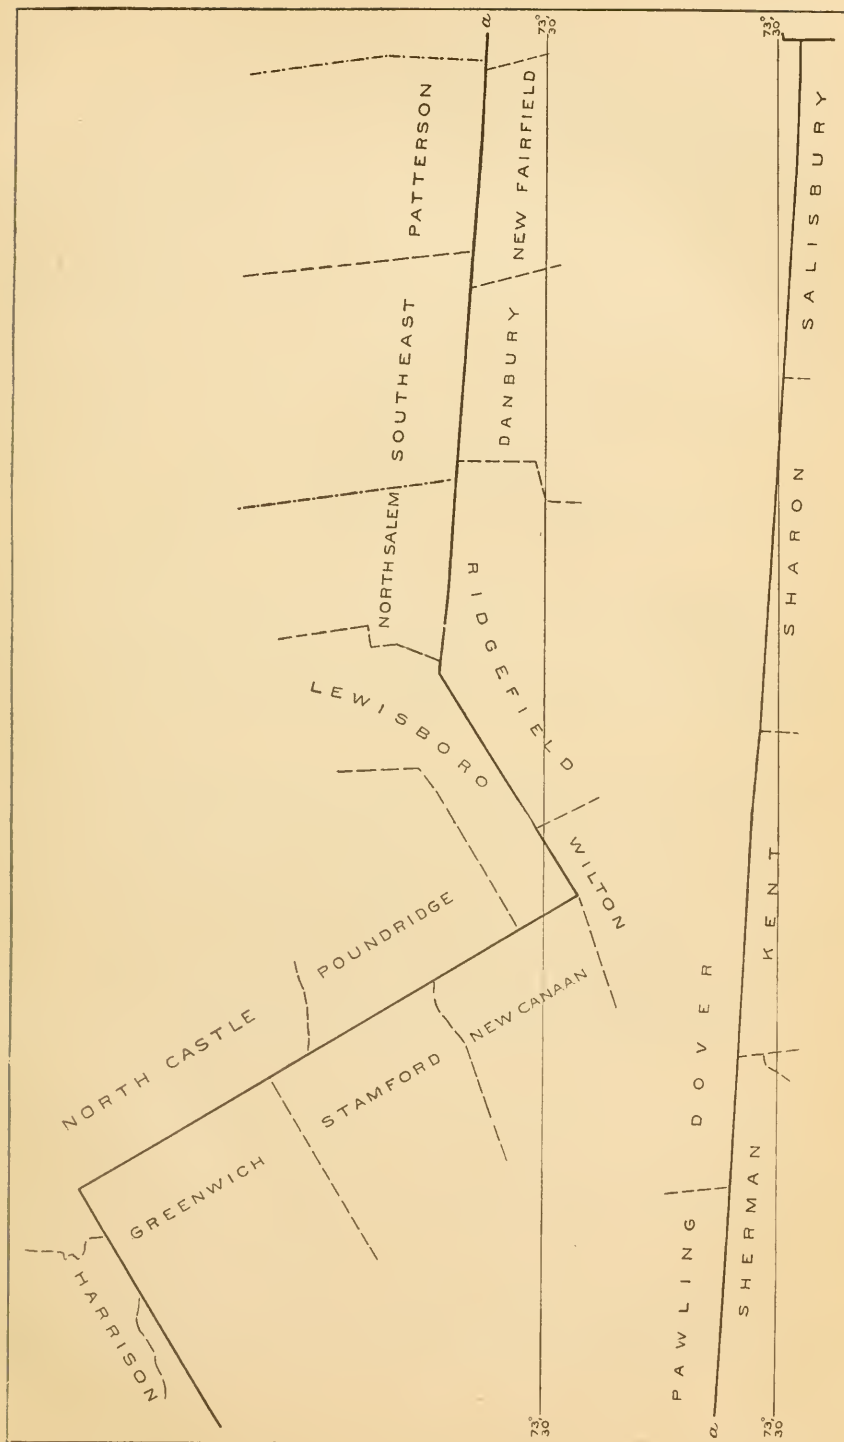 a
73°
30'
73°
30'
PATTERSON
NEW FAIRFIELD
SALISBURY
SOUTHEAST
DANBURY
NORTH SALEM
RIDGEFIELD
SHARON
LEWISBORO
WILTON
KENT
POUNDRIDGE
NEW CANAAN
DOVER
NORTH CASTLE
STAMFORD
GREENWICH
SHERMAN
PAWLING
HARRISON
73°
30'
a
73°
30'